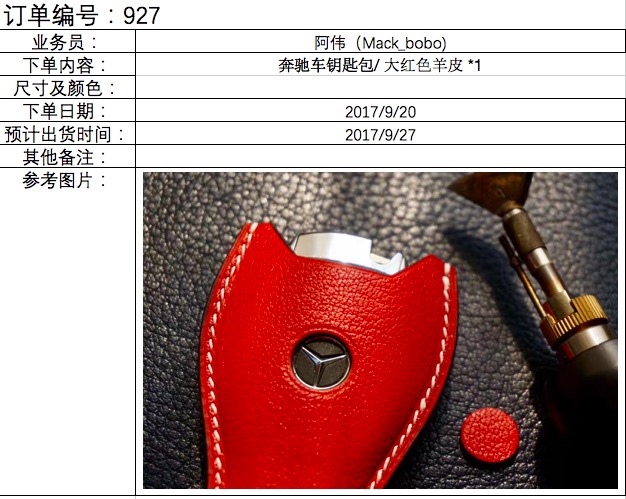 订单编号：927
业务员： 阿伟（Mack_bobo)
下单内容： 奔驰车钥匙包/ 大红色羊皮 *1
尺寸及颜色：
下单日期： 2017/9/20
预计出货时间： 2017/9/27
其他备注：
参考图片：